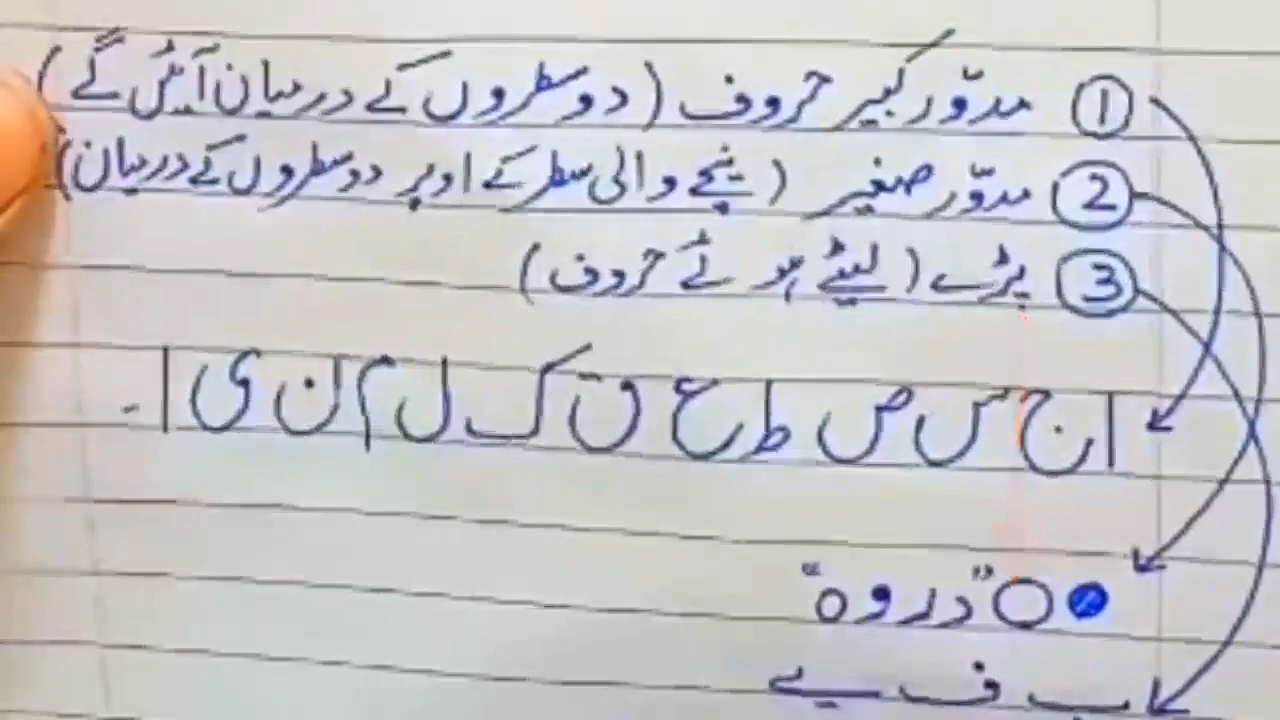 ① مدوّر کبیر حروف (دو سطروں کے درمیان آئیں گے)
② مدوّر صغیر (نیچے والی سطر کے اوپر دو سطروں کے درمیان)
③ پڑے (لیٹے ہوئے حروف)
ا ج س ص ط ع ق ک ل م ن ی ا۔
"د ر و ہ"
ب ف ے